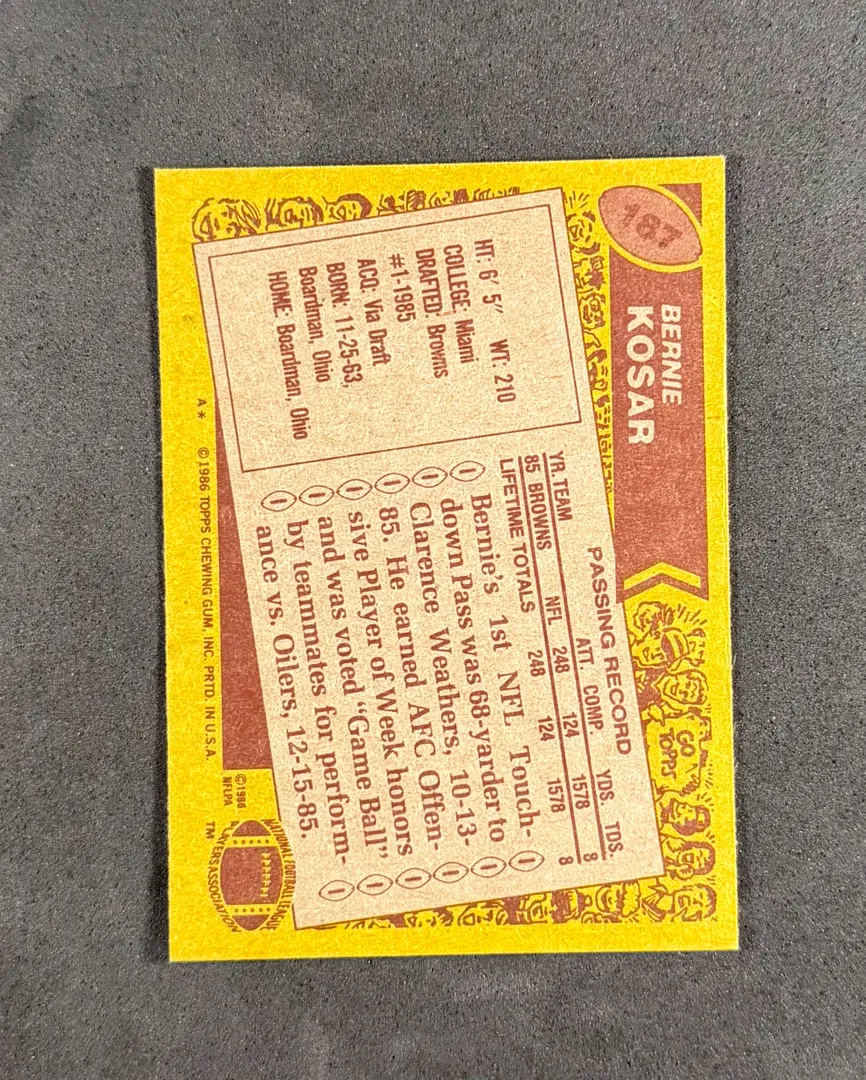 187
BERNIE
KOSAR
HT: 6′ 5″ WT: 210
COLLEGE: Miami
DRAFTED: Browns
#1-1985
ACQ: Via Draft
BORN: 11-25-63,
Boardman, Ohio
HOME: Boardman, Ohio
PASSING RECORD
YR. TEAM NFL ATT. COMP. YDS. TDS.
85 BROWNS 248 124 1578 8
LIFETIME TOTALS 248 124 1578 8
Bernie's 1st NFL Touch-
down Pass was 68-yarder to
Clarence Weathers, 10-13-
85. He earned AFC Offen-
sive Player of Week honors
and was voted "Game Ball"
by teammates for perform-
ance vs. Oilers, 12-15-85.
GO
TOPPS
A* ©1986 TOPPS CHEWING GUM, INC. PRTD. IN U.S.A.
©1986
NFLPA
NATIONAL FOOTBALL LEAGUE
PLAYERS ASSOCIATION
TM